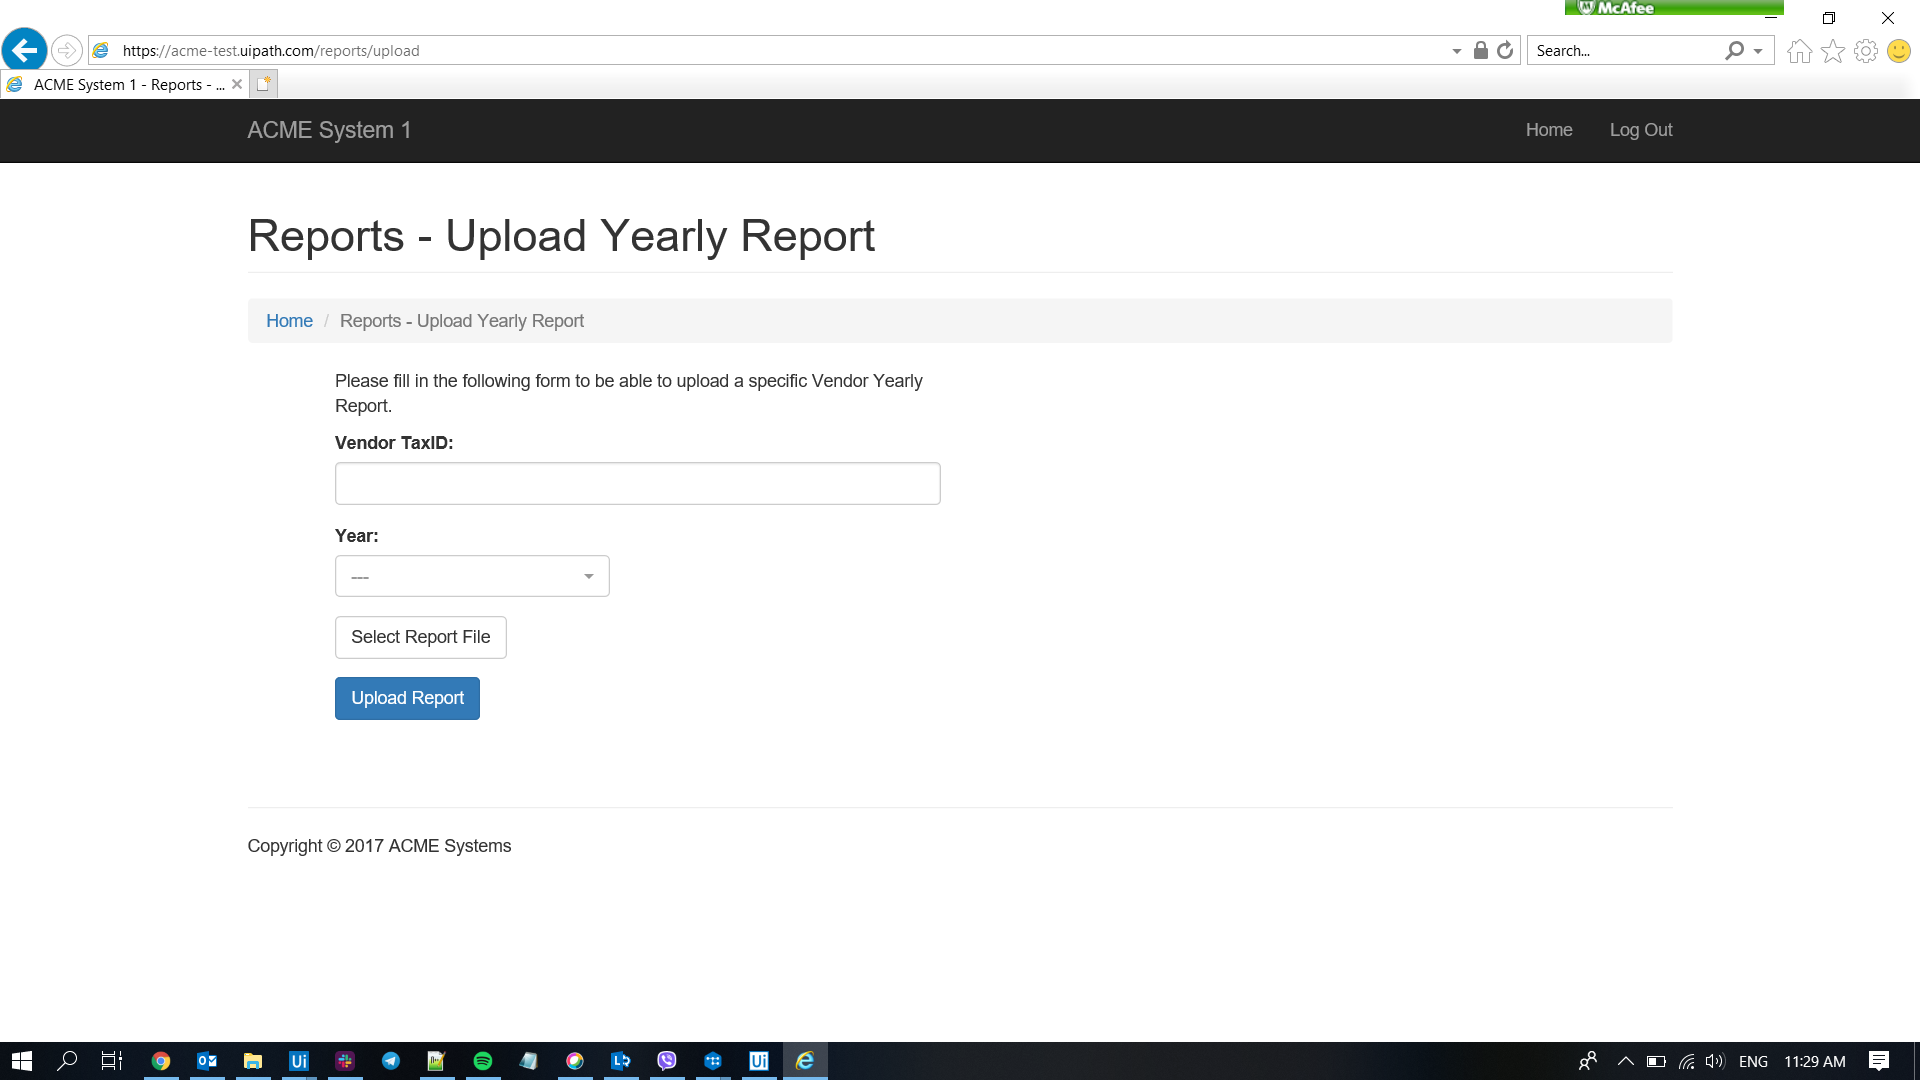 McAfee
https://acme-test.uipath.com/reports/upload
Search...
ACME System 1 - Reports - ...
ACME System 1
Home
Log Out
Reports - Upload Yearly Report
Home / Reports - Upload Yearly Report
Please fill in the following form to be able to upload a specific Vendor Yearly
Report.
Vendor TaxID:
Year:
---
Select Report File
Upload Report
Copyright © 2017 ACME Systems
ENG
11:29 AM